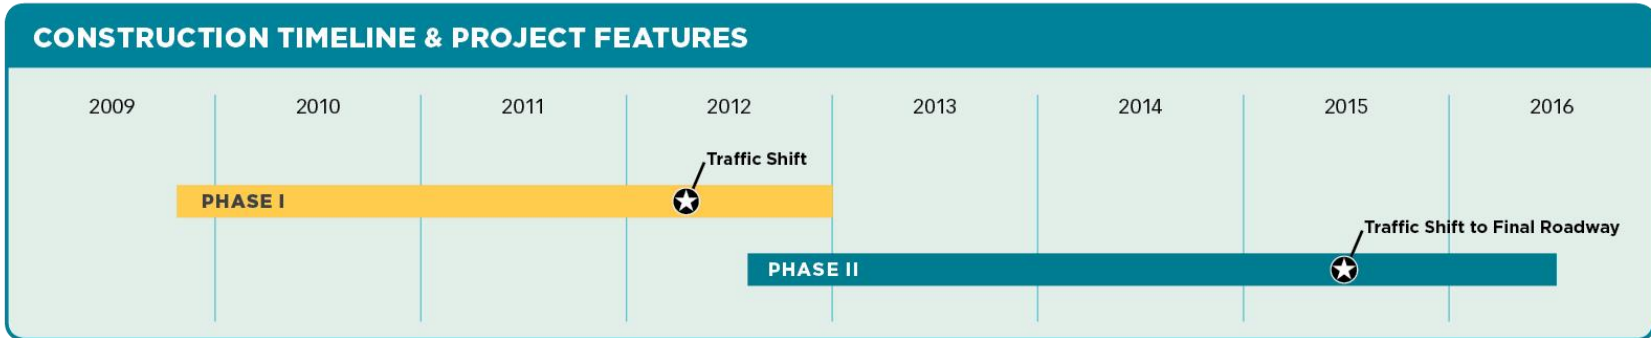 CONSTRUCTION TIMELINE & PROJECT FEATURES
2009 2010 2011 2012 2013 2014 2015 2016
Traffic Shift
PHASE I
Traffic Shift to Final Roadway
PHASE II